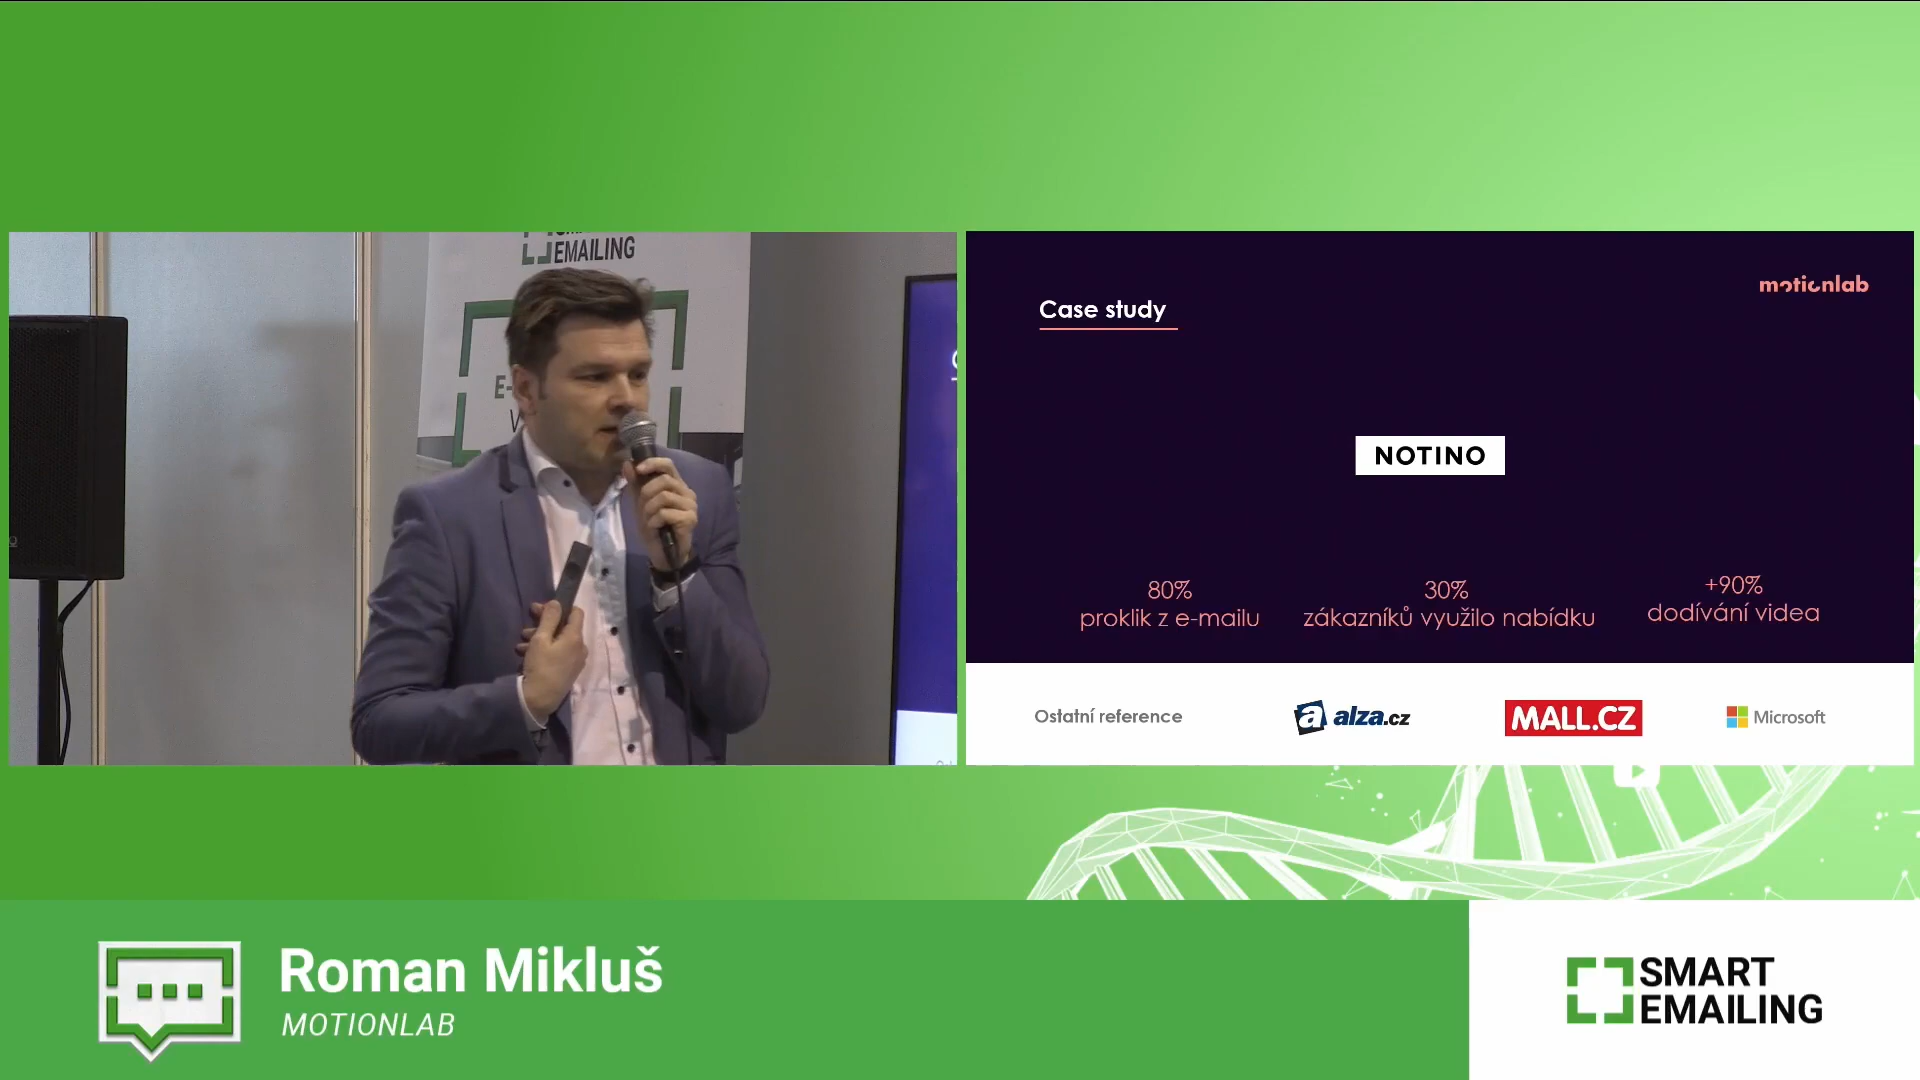 EMAILING
E-
Case study
motionlab
NOTINO
80%
proklik z e-mailu
30%
zákazníků využilo nabídku
+90%
dodívání videa
Ostatní reference
alza.cz
MALL.CZ
Microsoft
Roman Mikluš
MOTIONLAB
SMART
EMAILING